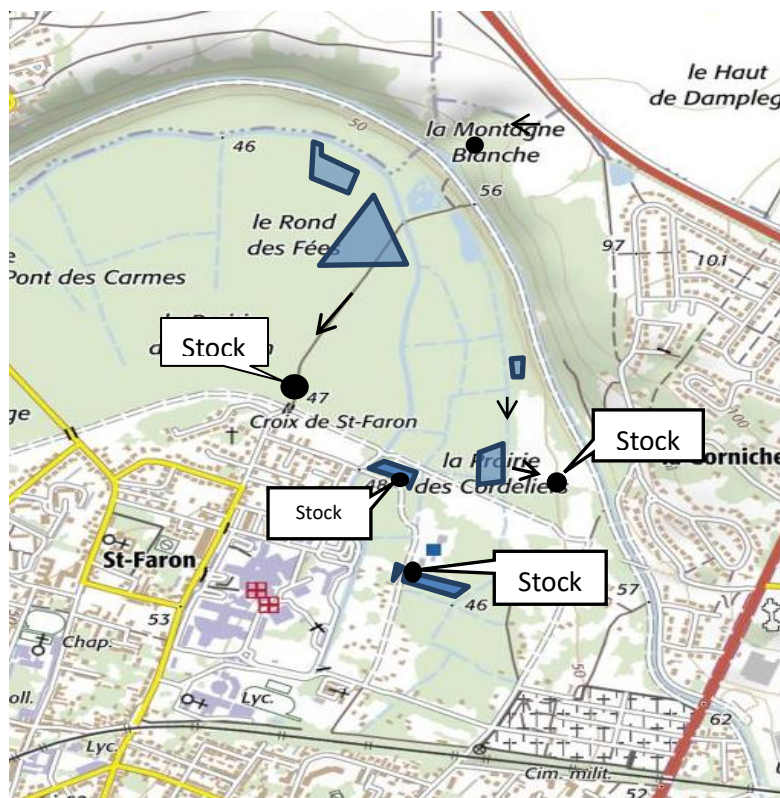 le Haut
de Dampleg
50
la Montagne
Blanche
46
56
le Rond
des Fées
97
101
Pont des Carmes
Stock
47
Croix de St-Faron
Stock
100
la Prairie
des Cordeliers
Corniche
48
Stock
St-Faron
Stock
57
46
53
Chap.
50
oll.
Lyc.
62
Lyc.
Cim. milit.
52